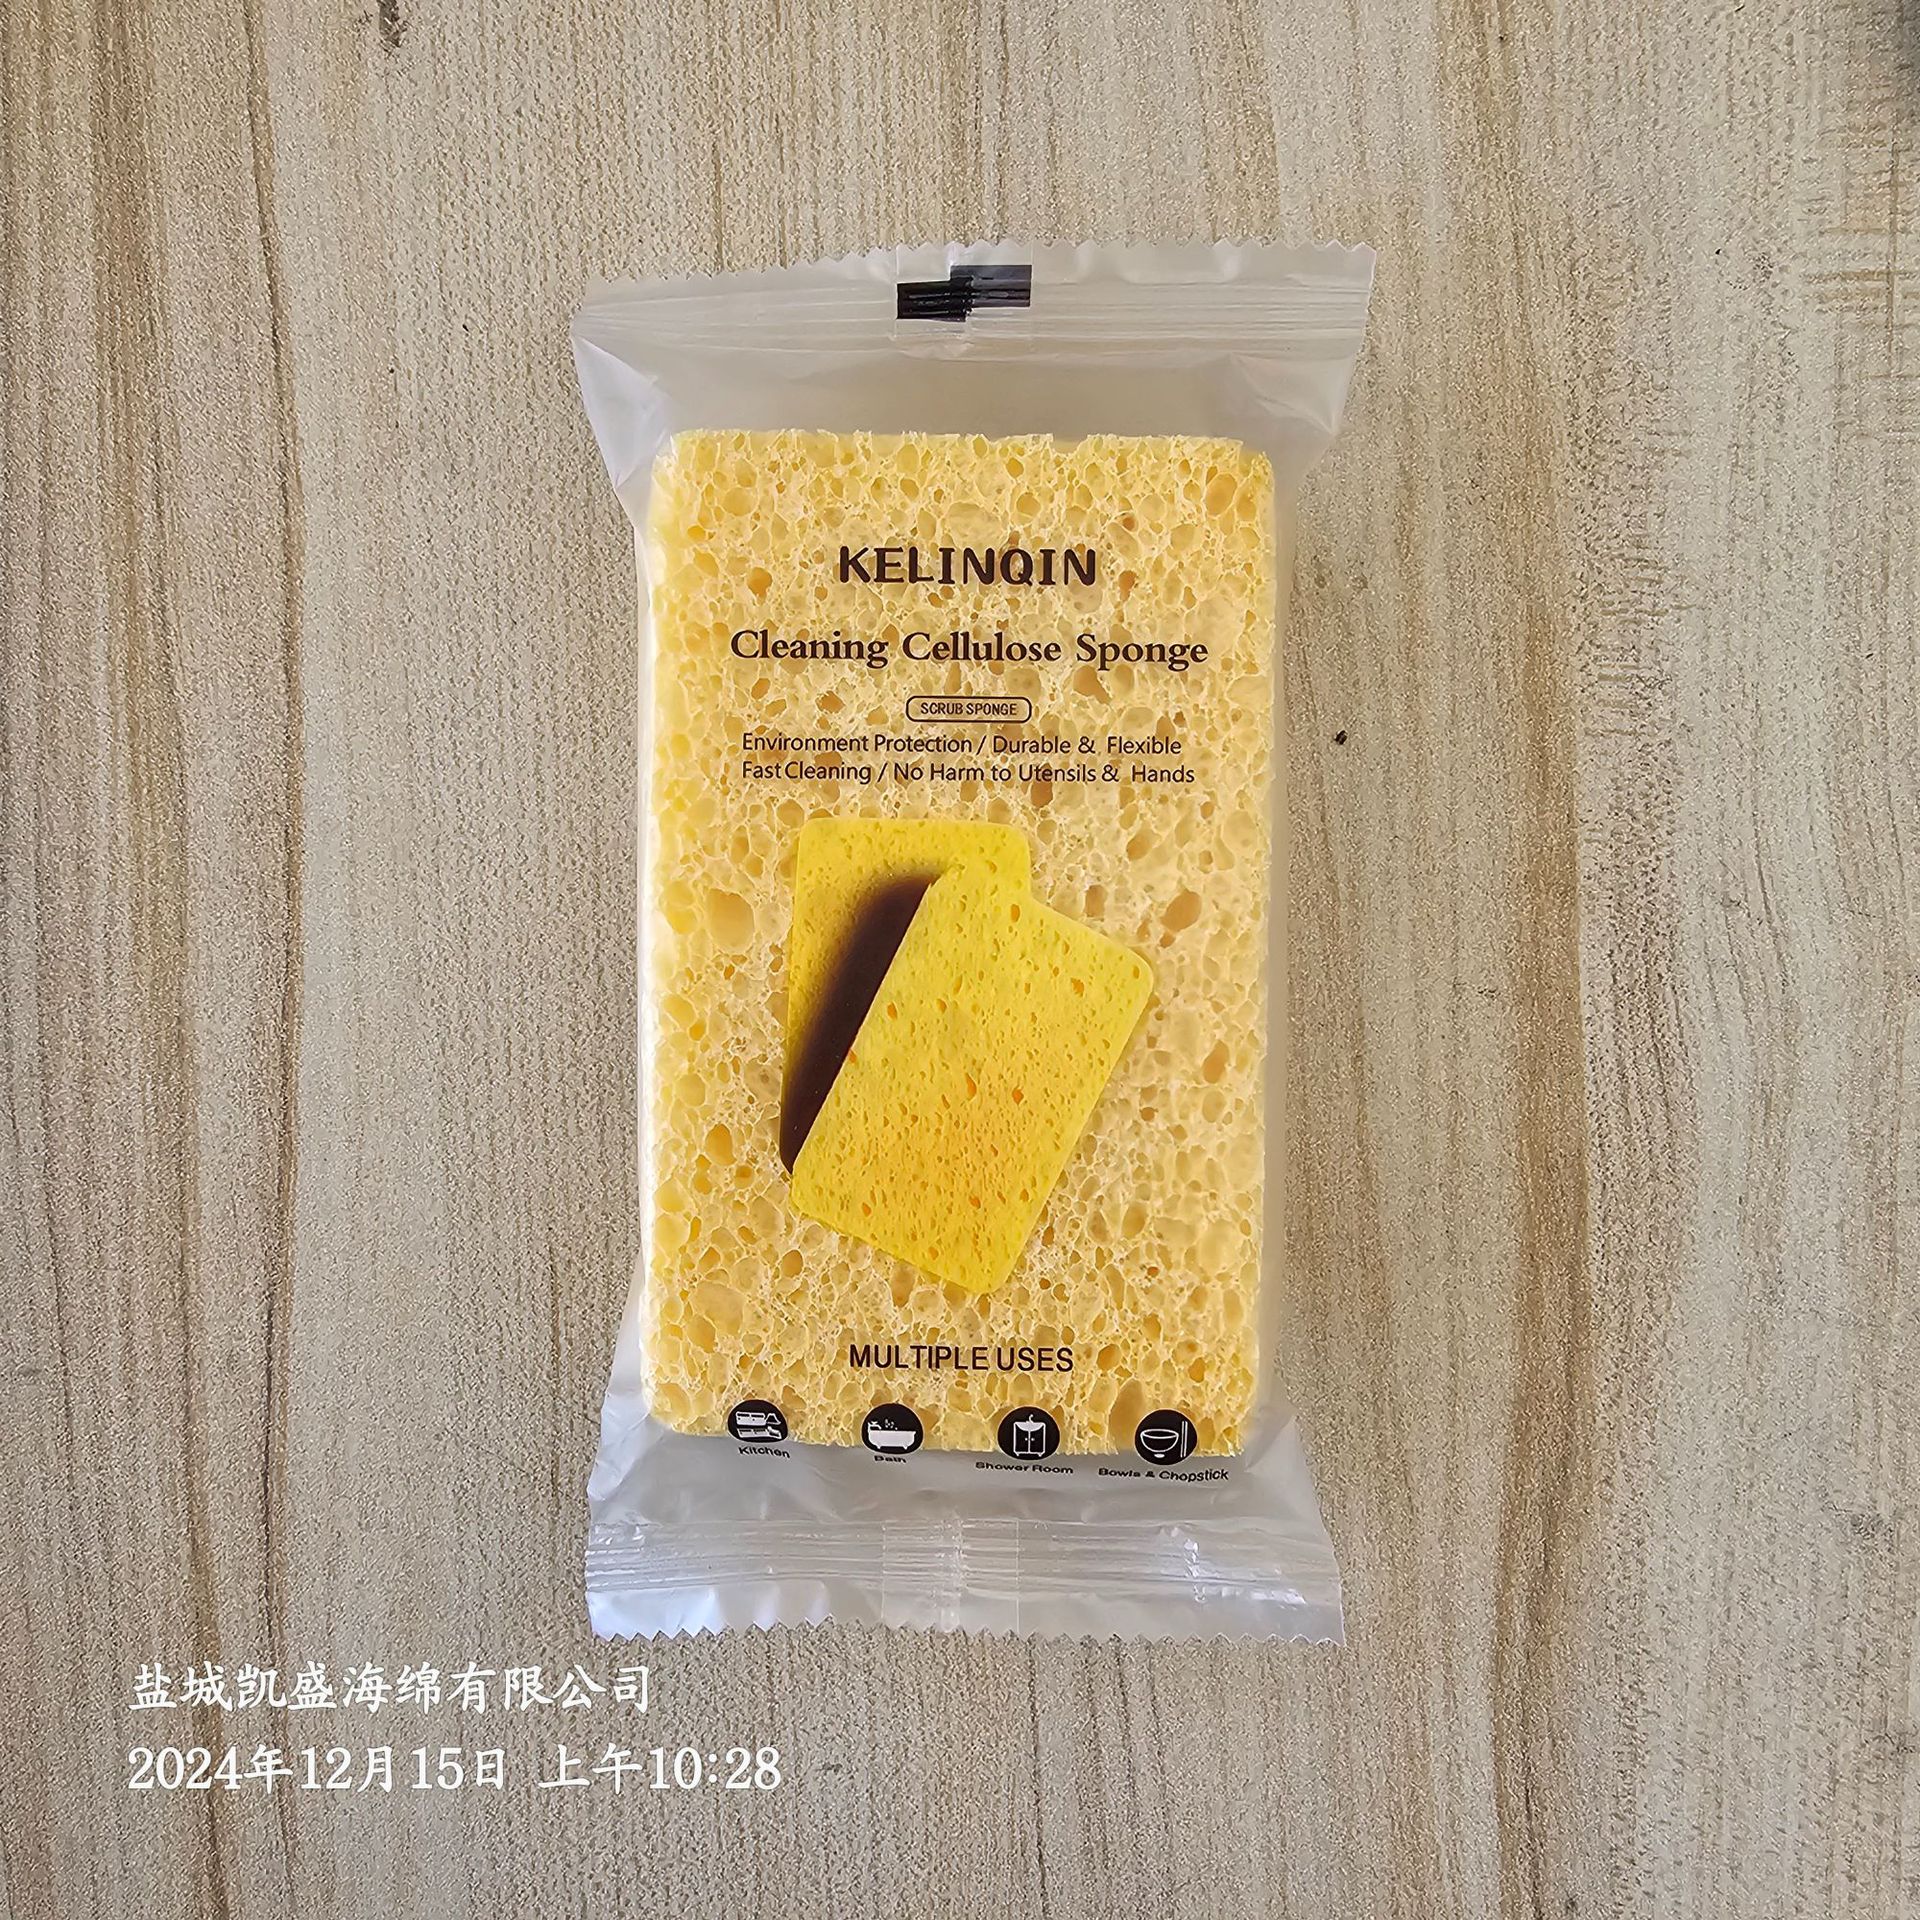 KELINQIN
Cleaning Cellulose Sponge
SCRUB SPONGE
Environment Protection / Durable & Flexible
Fast Cleaning / No Harm to Utensils & Hands
MULTIPLE USES
Kitchen Bath Shower Room Bowls & Chopstick
盐城凯盛海绵有限公司
2024年12月15日 上午10:28